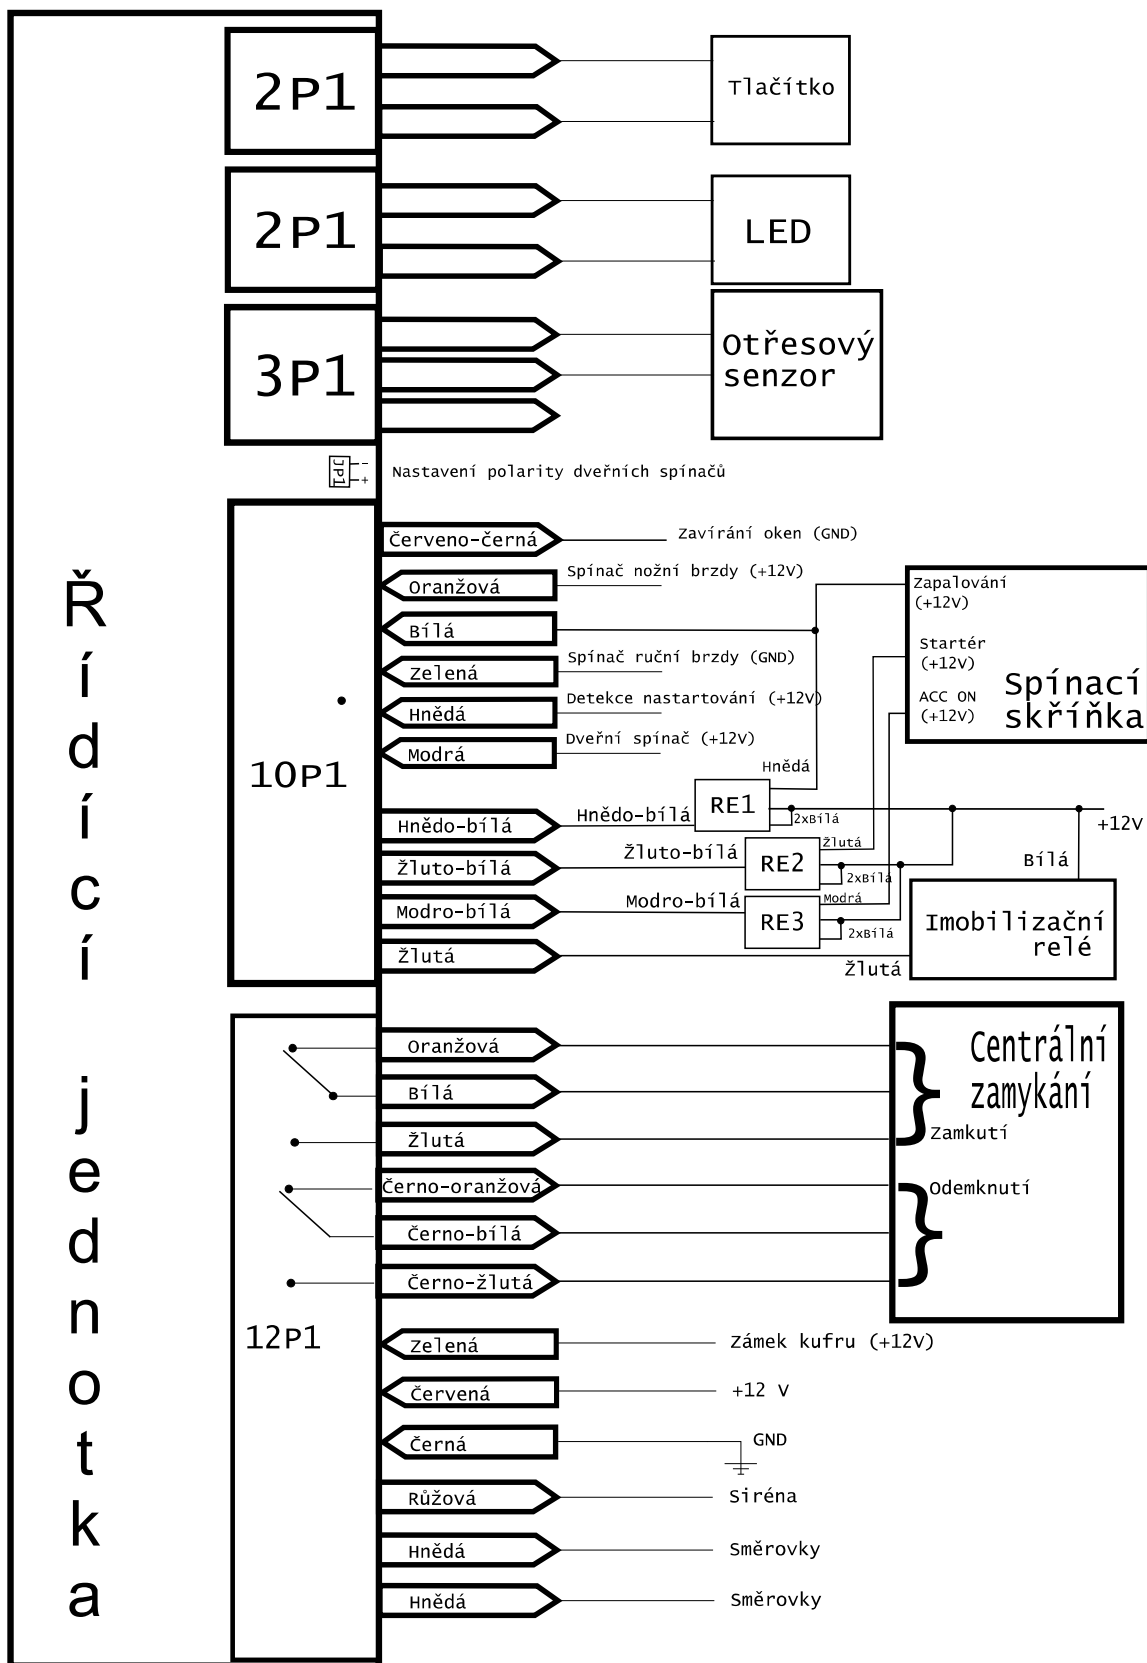 Řídící jednotka
2P1
Tlačítko
2P1
LED
3P1
Otřesový
senzor
JP1
-
+
Nastavení polarity dveřních spínačů
10P1
Červeno-černá
Zavírání oken (GND)
Oranžová
Spínač nožní brzdy (+12V)
Bílá
Zelená
Spínač ruční brzdy (GND)
Hnědá
Detekce nastartování (+12V)
Modrá
Dveřní spínač (+12V)
Zapalování
(+12V)
Startér
(+12V)
ACC ON
(+12V)
Spínací
skříňka
Hnědá
Hnědo-bílá
Hnědo-bílá
RE1
2xBílá
+12V
Žluto-bílá
Žluto-bílá
RE2
Žlutá
2xBílá
Bílá
Modro-bílá
Modro-bílá
RE3
Modrá
2xBílá
Imobilizační
relé
Žlutá
Žlutá
12P1
Oranžová
Bílá
Žlutá
Centrální
zamykání
Zamkutí
Černo-oranžová
Odemknutí
Černo-bílá
Černo-žlutá
Zelená
Zámek kufru (+12V)
Červená
+12 V
Černá
GND
Růžová
Siréna
Hnědá
Směrovky
Hnědá
Směrovky